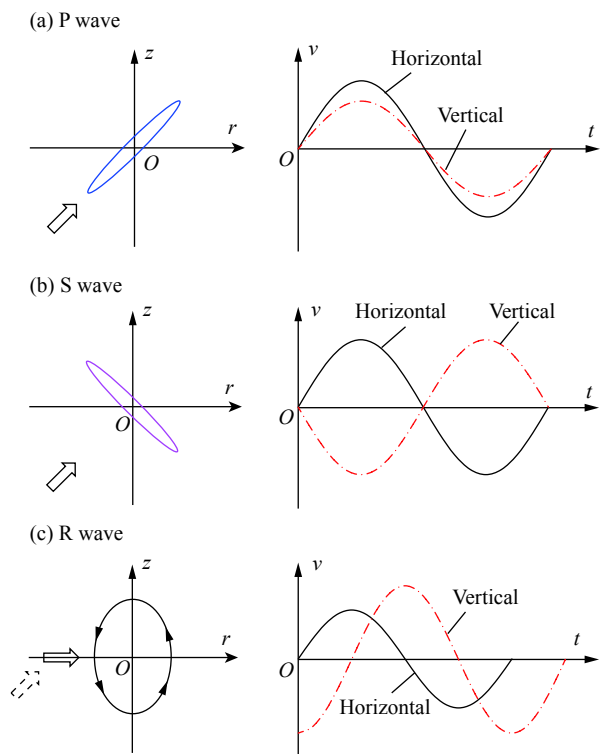 (a) P wave
z
r
O
v
Horizontal
Vertical
O
t
(b) S wave
z
r
O
v
Horizontal
Vertical
O
t
(c) R wave
z
r
O
v
Vertical
t
O
Horizontal